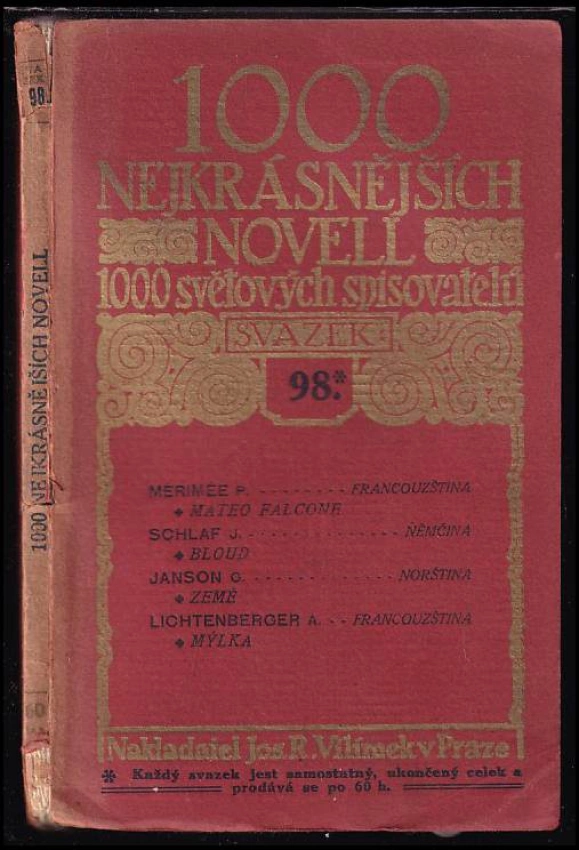 1000
NEJKRÁSNĚJŠÍCH
NOVELL
1000 světových spisovatelů
SVAZEK:
98.*
MERIMEE P. - - - - - - - - FRANCOUZŠTINA
MATEO FALCONE
SCHLAF J. - - - - - - - - - - - - - - NĚMČINA
BLOUD
JANSON G. - - - - - - - - - - - - - NORŠTINA
ZEMĚ
LICHTENBERGER A. - - FRANCOUZŠTINA
MÝLKA
Nakladatel Jos. R. Vilímek v Praze
* Každý svazek jest samostatný, ukončený celek a
prodává se po 60 h.
98.
1000 NEJKRÁSNĚJŠÍCH NOVELL
60